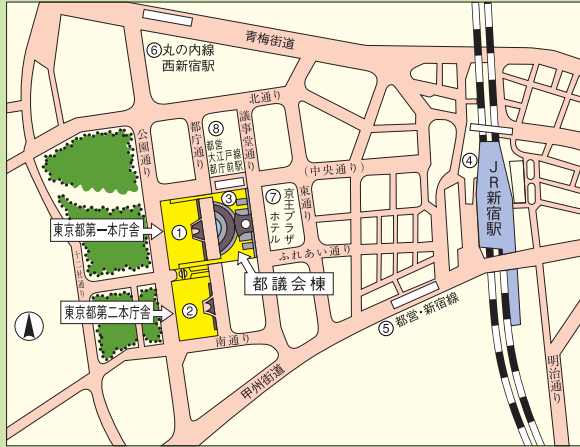 青梅街道
⑥丸の内線
西新宿駅
北通り
公園通り
都庁通り
議事堂通り
⑧
都営
大江戸線
都庁前駅
④
JR新宿駅
(中央通り)
③
⑦
京王プラザ
ホテル
東通り
東京都第一本庁舎
①
ふれあい通り
十二社通り
都議会棟
東京都第二本庁舎
②
⑤都営・新宿線
南通り
甲州街道
明治通り